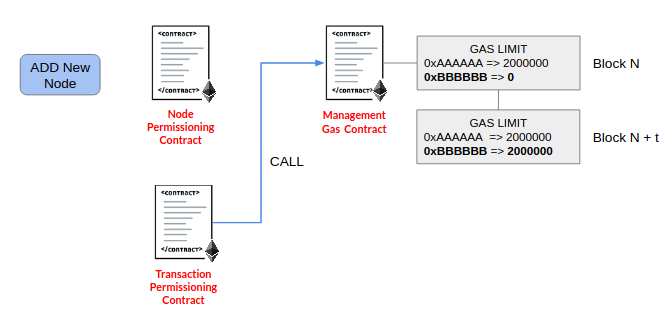 ADD New
Node
<CONTRACT>
</CONTRACT>
Node
Permissioning
Contract
<CONTRACT>
</CONTRACT>
Management
Gas Contract
GAS LIMIT
0xAAAAAA => 2000000
0xBBBBBB => 0
Block N
GAS LIMIT
0xAAAAAA => 2000000
0xBBBBBB => 2000000
Block N + t
CALL
<CONTRACT>
</CONTRACT>
Transaction
Permissioning
Contract